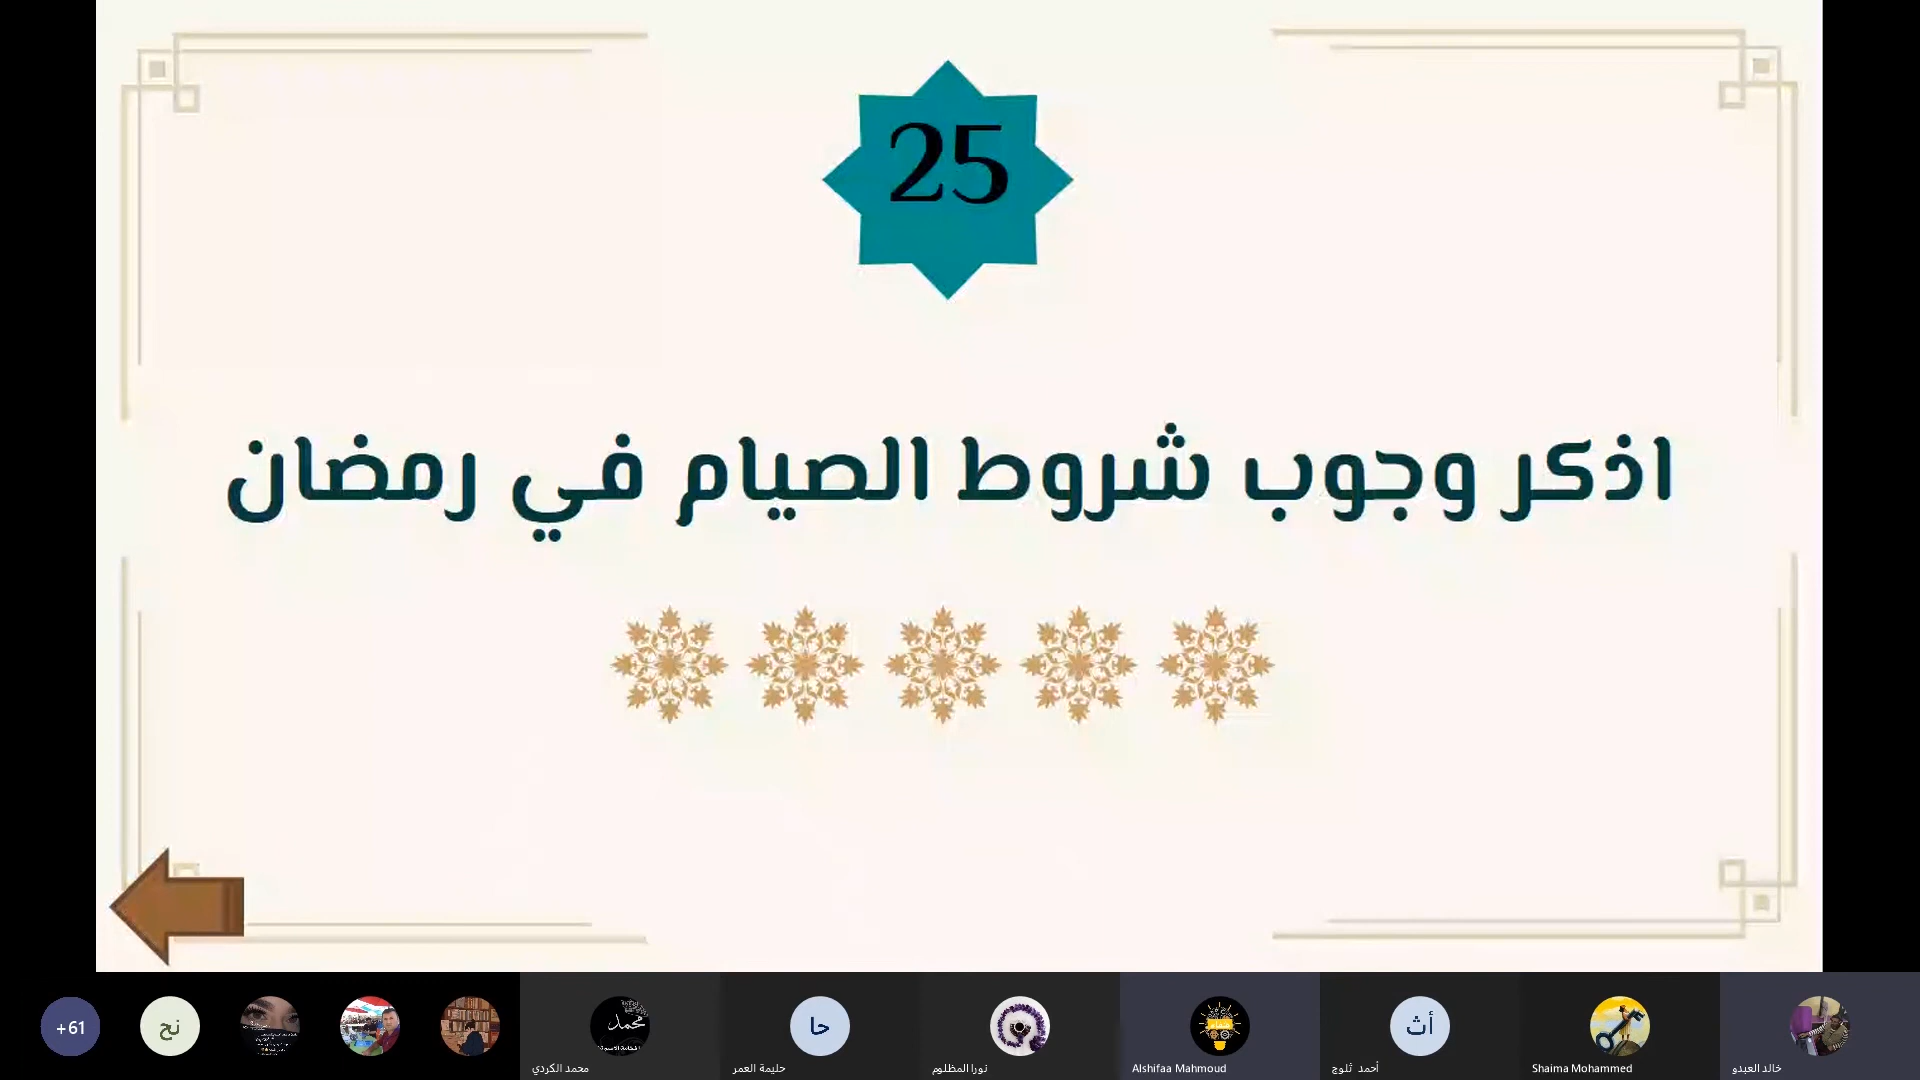 25
اذكر وجوب شروط الصيام في رمضان
+61
نح
محمد
حا
أث
محمد الكردي
حليمة العمر
نورا المظلوم
Alshifaa Mahmoud
أحمد ثلوج
Shaima Mohammed
خالد العبدو